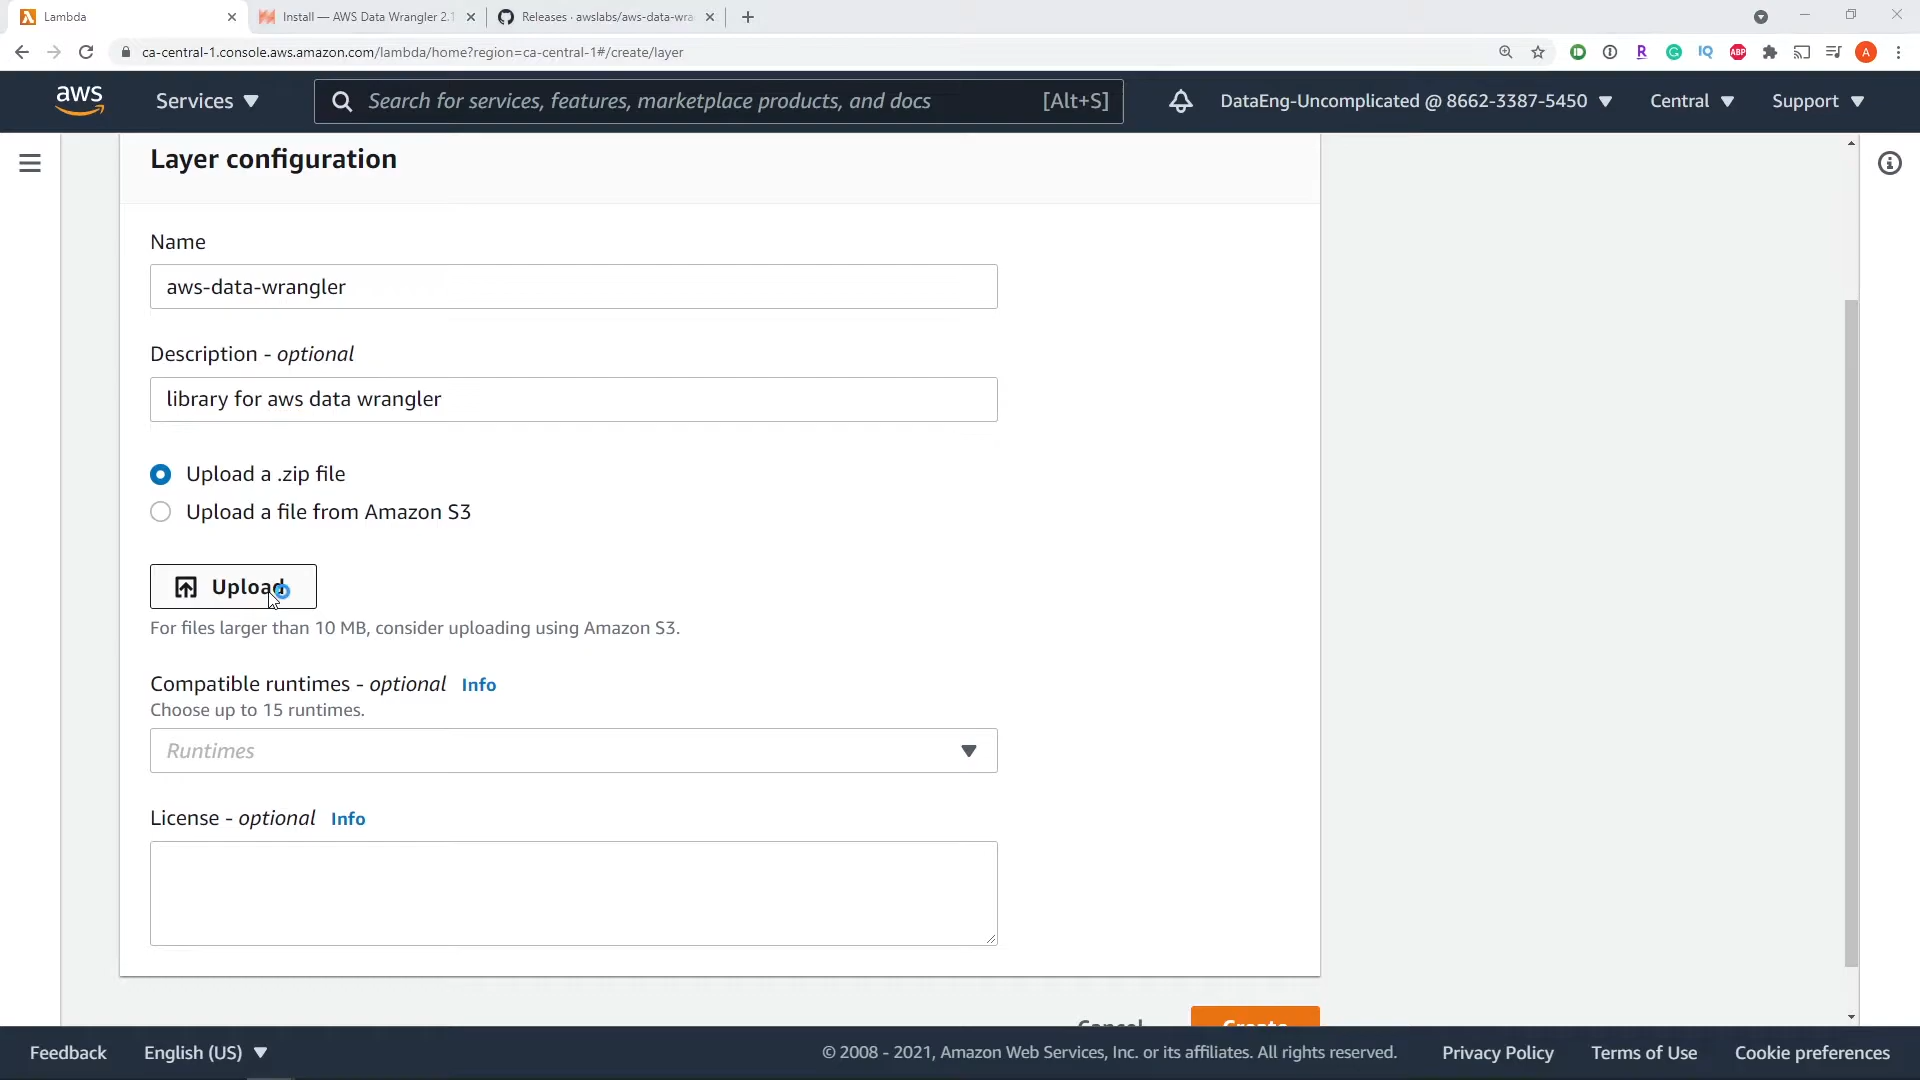 Lambda
Install — AWS Data Wrangler 2.1
Releases · awslabs/aws-data-wra
ca-central-1.console.aws.amazon.com/lambda/home?region=ca-central-1#/create/layer
R
IQ
ABP
A
aws
Services
Search for services, features, marketplace products, and docs
[Alt+S]
DataEng-Uncomplicated @ 8662-3387-5450
Central
Support
Layer configuration
Name
aws-data-wrangler
Description - optional
library for aws data wrangler
Upload a .zip file
Upload a file from Amazon S3
Upload
For files larger than 10 MB, consider uploading using Amazon S3.
Compatible runtimes - optional Info
Choose up to 15 runtimes.
Runtimes
License - optional Info
Cancel
Create
Feedback
English (US)
© 2008 - 2021, Amazon Web Services, Inc. or its affiliates. All rights reserved.
Privacy Policy
Terms of Use
Cookie preferences